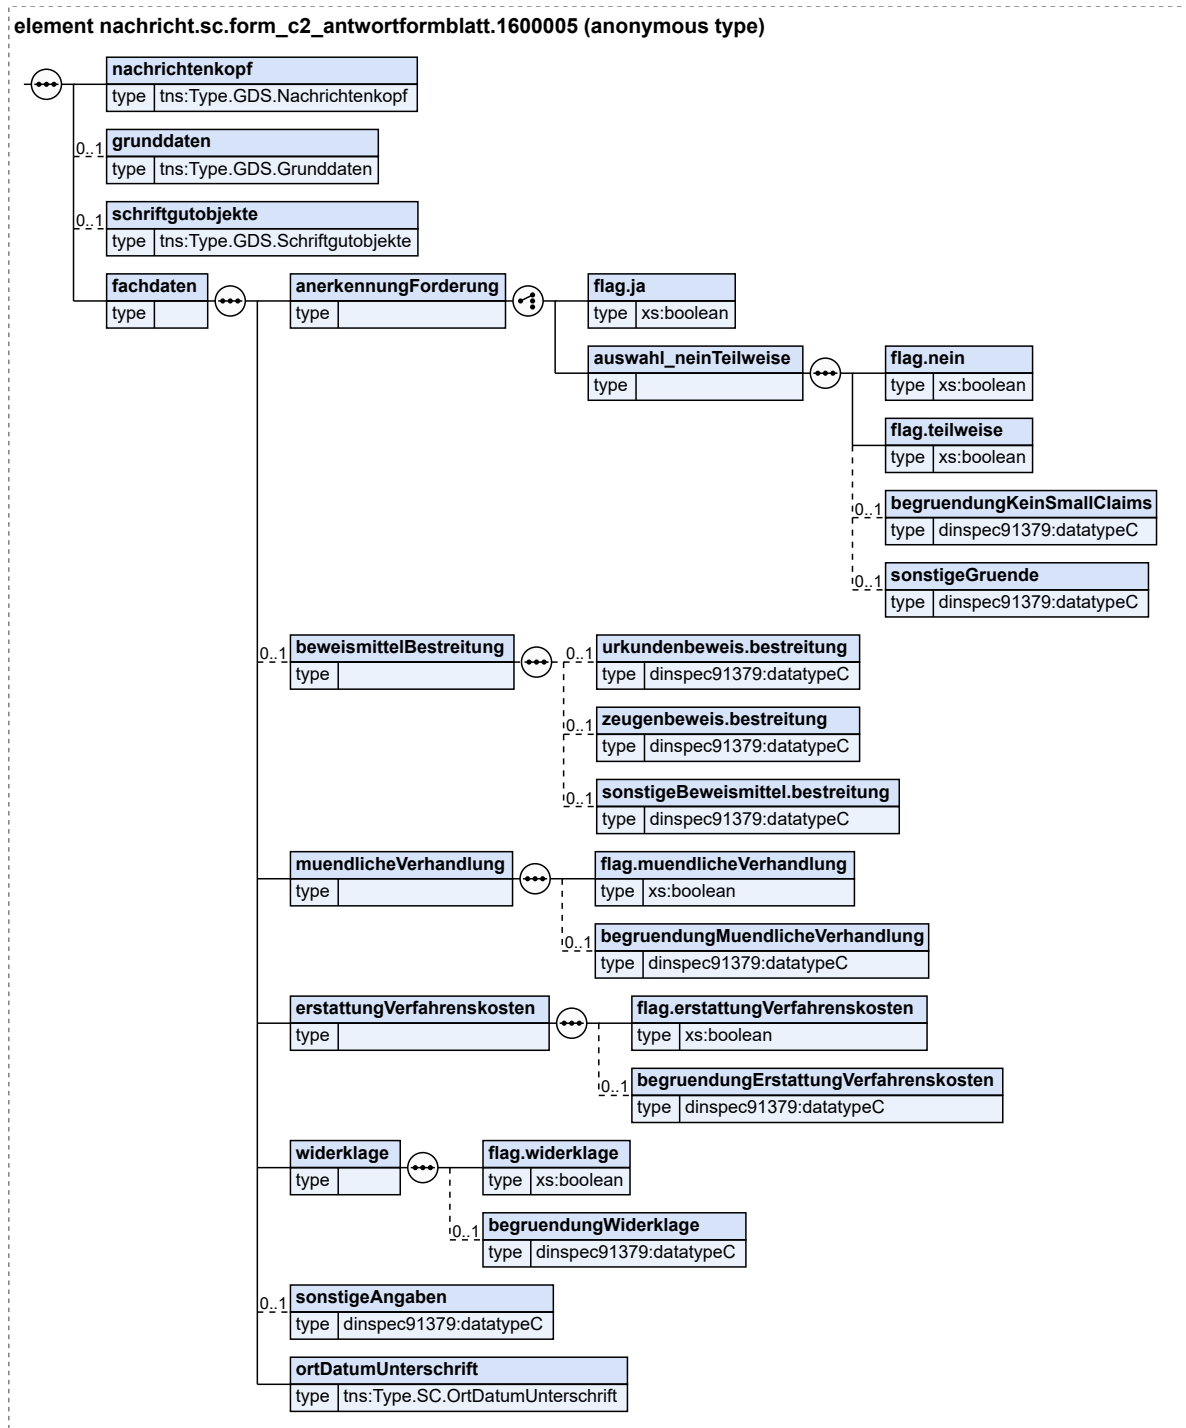 element nachricht.sc.form_c2_antwortformblatt.1600005 (anonymous type)
nachrichtenkopf
type tns:Type.GDS.Nachrichtenkopf
0..1
grunddaten
type tns:Type.GDS.Grunddaten
0..1
schriftgutobjekte
type tns:Type.GDS.Schriftgutobjekte
fachdaten
type
anerkennungForderung
type
flag.ja
type xs:boolean
auswahl_neinTeilweise
type
flag.nein
type xs:boolean
flag.teilweise
type xs:boolean
0..1
begruendungKeinSmallClaims
type dinspec91379:datatypeC
0..1
sonstigeGruende
type dinspec91379:datatypeC
0..1
beweismittelBestreitung
type
0..1
urkundenbeweis.bestreitung
type dinspec91379:datatypeC
0..1
zeugenbeweis.bestreitung
type dinspec91379:datatypeC
0..1
sonstigeBeweismittel.bestreitung
type dinspec91379:datatypeC
muendlicheVerhandlung
type
flag.muendlicheVerhandlung
type xs:boolean
0..1
begruendungMuendlicheVerhandlung
type dinspec91379:datatypeC
erstattungVerfahrenskosten
type
flag.erstattungVerfahrenskosten
type xs:boolean
0..1
begruendungErstattungVerfahrenskosten
type dinspec91379:datatypeC
widerklage
type
flag.widerklage
type xs:boolean
0..1
begruendungWiderklage
type dinspec91379:datatypeC
0..1
sonstigeAngaben
type dinspec91379:datatypeC
ortDatumUnterschrift
type tns:Type.SC.OrtDatumUnterschrift